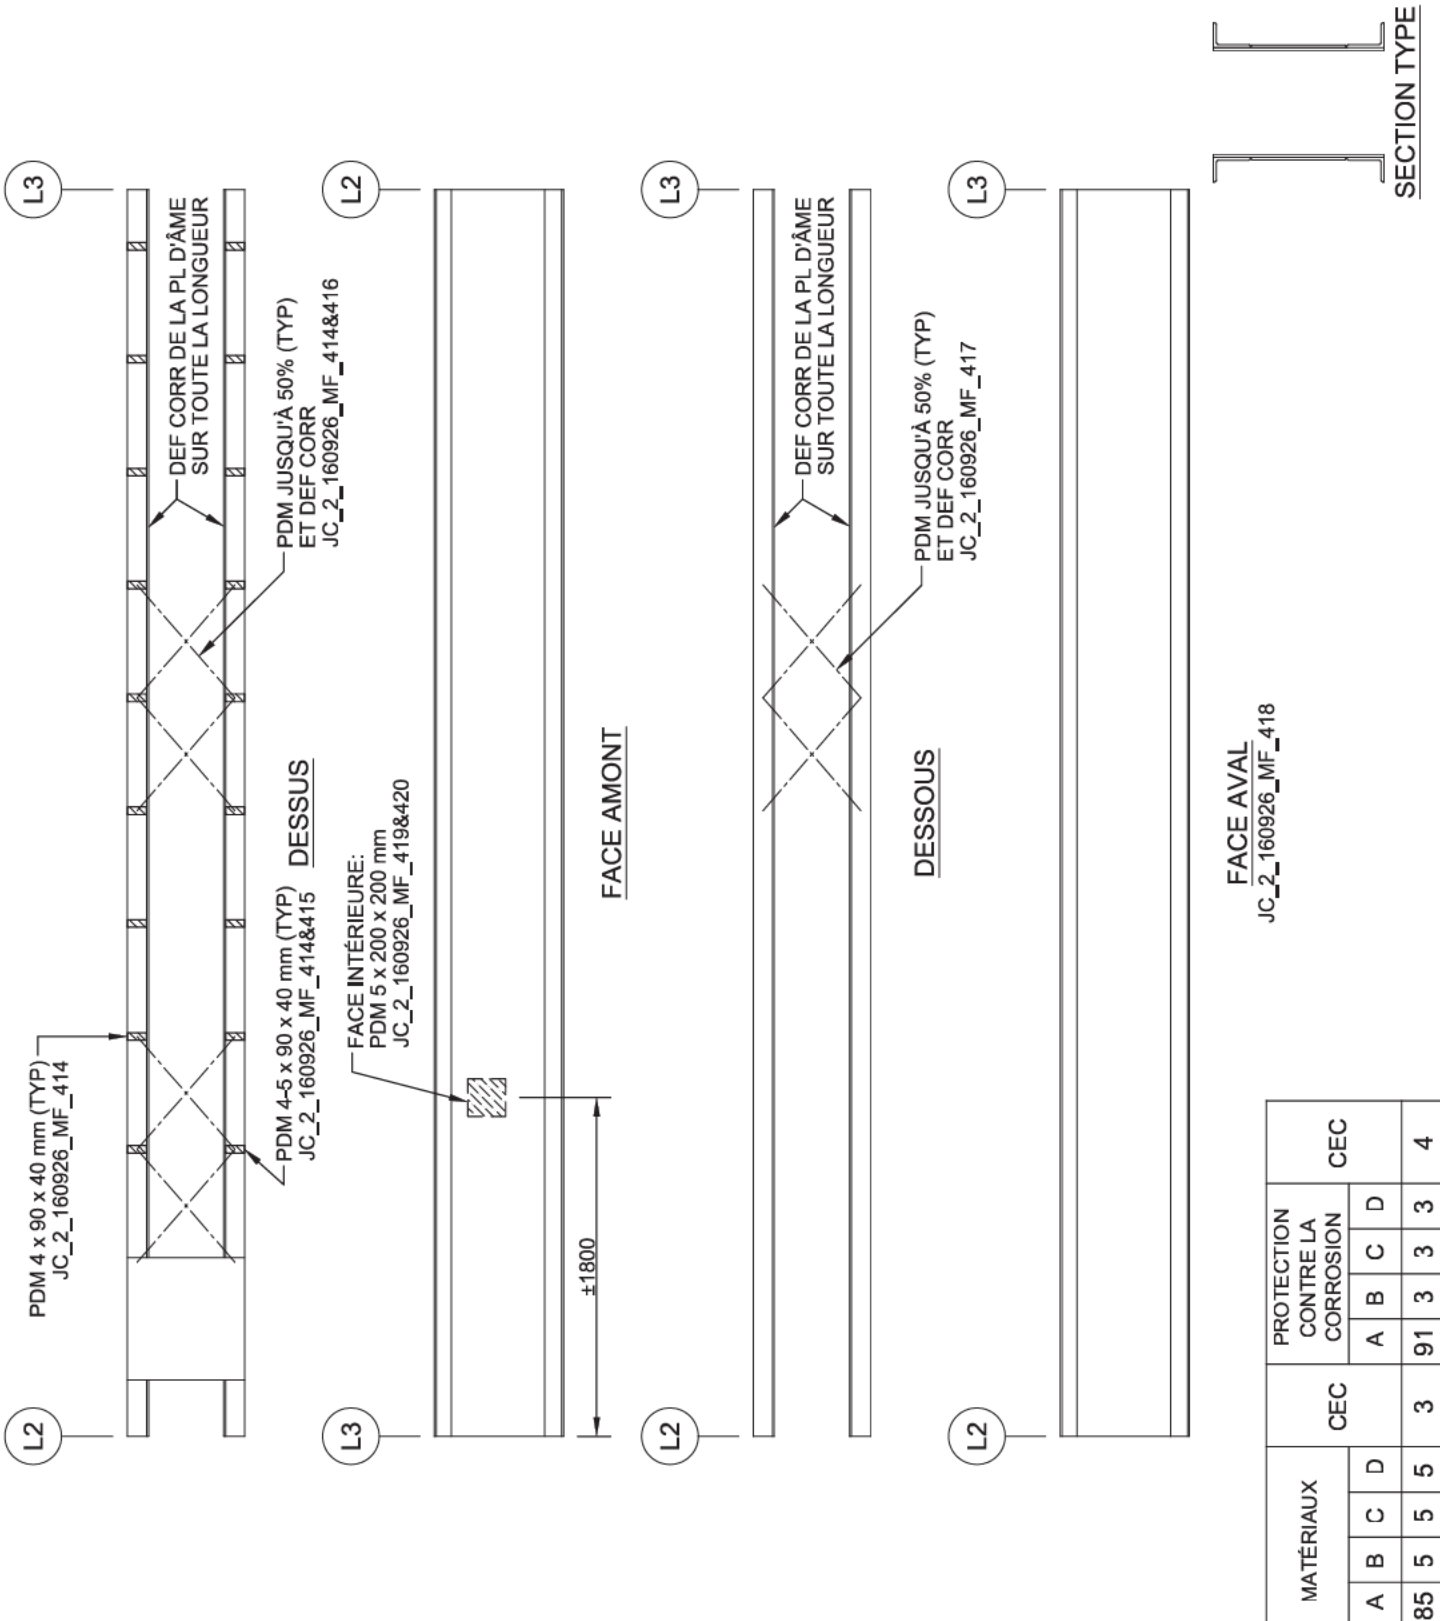 L2
L3
PDM 4 x 90 x 40 mm (TYP)
JC_2_160926_MF_414
DEF CORR DE LA PL D'ÂME
SUR TOUTE LA LONGUEUR
PDM JUSQU'À 50% (TYP)
ET DEF CORR
JC_2_160926_MF_414&416
PDM 4-5 x 90 x 40 mm (TYP)
JC_2_160926_MF_414&415
DESSUS
L3
L2
FACE INTÉRIEURE:
PDM 5 x 200 x 200 mm
JC_2_160926_MF_419&420
±1800
FACE AMONT
L2
L3
DEF CORR DE LA PL D'ÂME
SUR TOUTE LA LONGUEUR
PDM JUSQU'À 50% (TYP)
ET DEF CORR
JC_2_160926_MF_417
DESSOUS
L2
L3
FACE AVAL
JC_2_160926_MF_418
SECTION TYPE
MATÉRIAUX
CEC
PROTECTION
CONTRE LA
CORROSION
CEC
A B C D A B C D
85 5 5 5 3 91 3 3 3 4